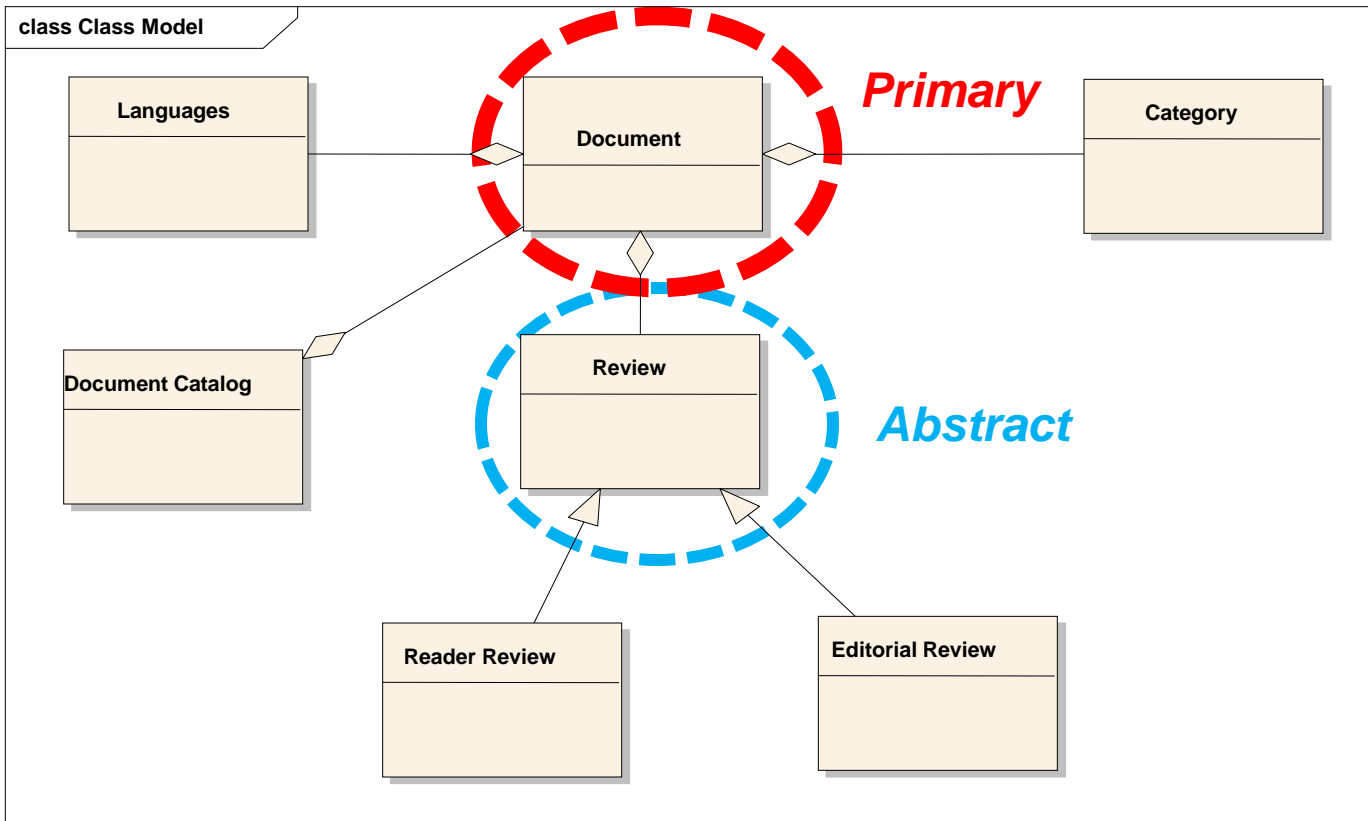 class Class Model
Languages
Document
Primary
Category
Document Catalog
Review
Abstract
Reader Review
Editorial Review